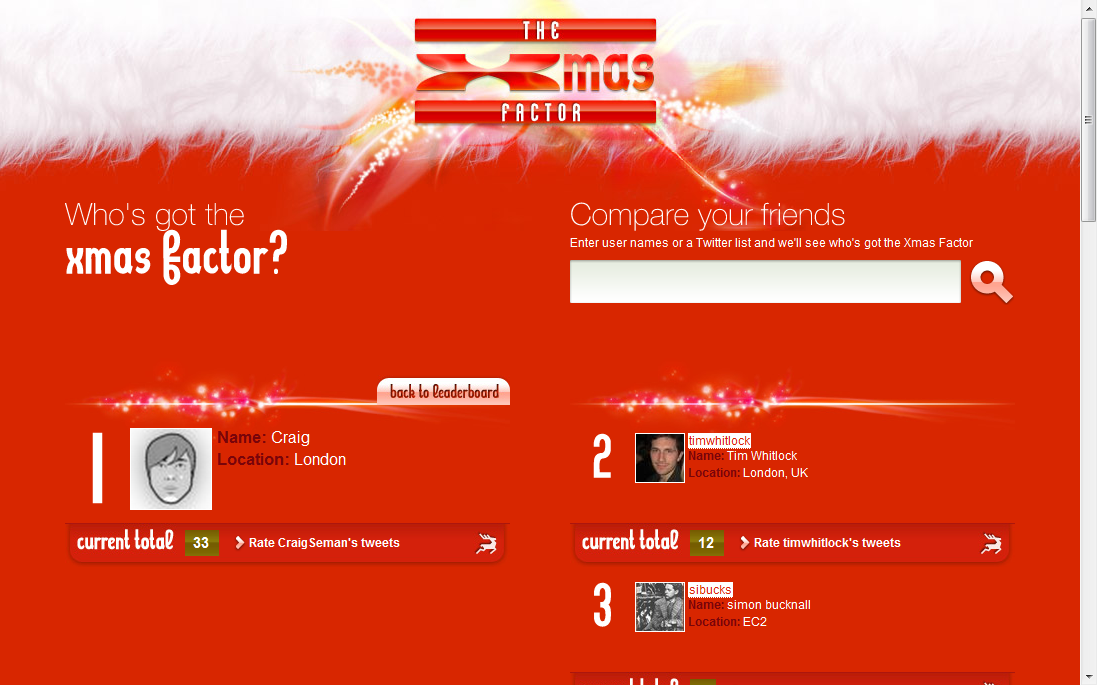 THE
Xmas
FACTOR
Who's got the
xmas factor?
Compare your friends
Enter user names or a Twitter list and we'll see who's got the Xmas Factor
back to leaderboard
1
Name: Craig
Location: London
current total 33 Rate CraigSeman's tweets
2
timwhitlock
Name: Tim Whitlock
Location: London, UK
current total 12 Rate timwhitlock's tweets
3
sibucks
Name: simon bucknall
Location: EC2